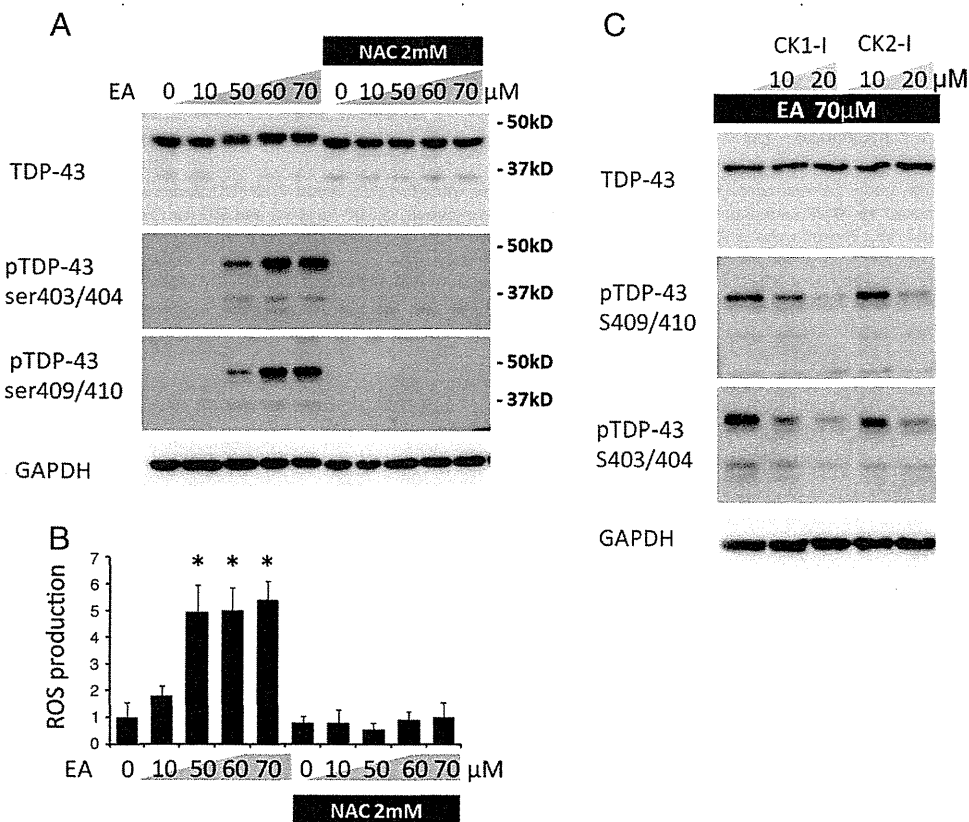 A
NAC 2mM
EA 0 10 50 60 70 0 10 50 60 70 μM
TDP-43
- 50kD
- 37kD
pTDP-43
ser403/404
- 50kD
- 37kD
pTDP-43
ser409/410
- 50kD
- 37kD
GAPDH
B
ROS production
7
6
5
4
3
2
1
0
* * *
EA 0 10 50 60 70 0 10 50 60 70 μM
NAC 2mM
C
CK1-I CK2-I
10 20 10 20 μM
EA 70μM
TDP-43
pTDP-43
S409/410
pTDP-43
S403/404
GAPDH